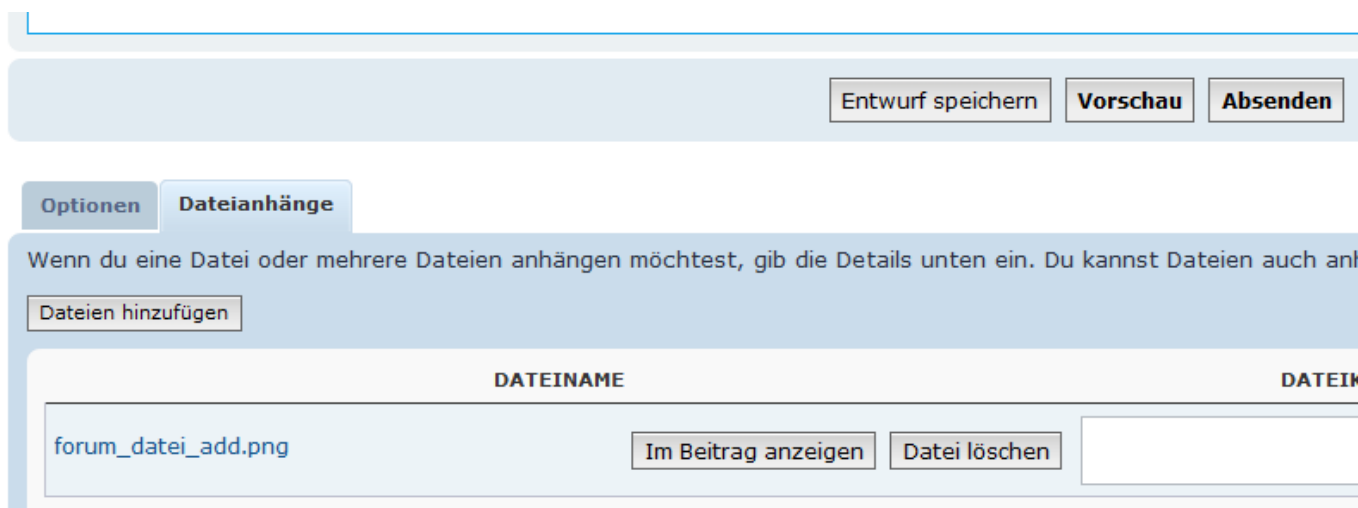 Entwurf speichern Vorschau Absenden
Optionen Dateianhänge
Wenn du eine Datei oder mehrere Dateien anhängen möchtest, gib die Details unten ein. Du kannst Dateien auch
Dateien hinzufügen
DATEINAME
forum_datei_add.png Im Beitrag anzeigen Datei löschen